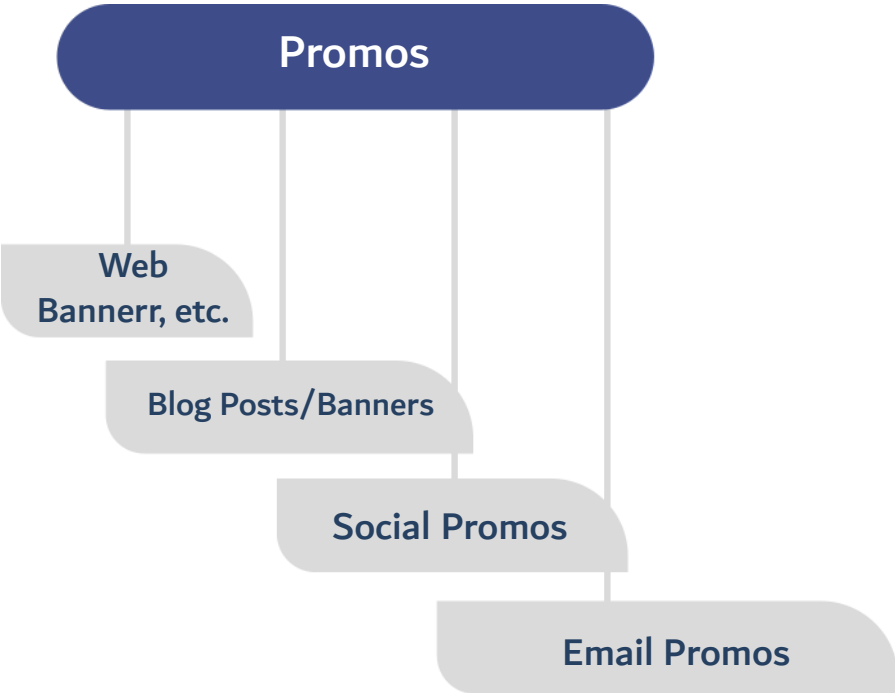 Promos
Web
Bannerr, etc.
Blog Posts/Banners
Social Promos
Email Promos